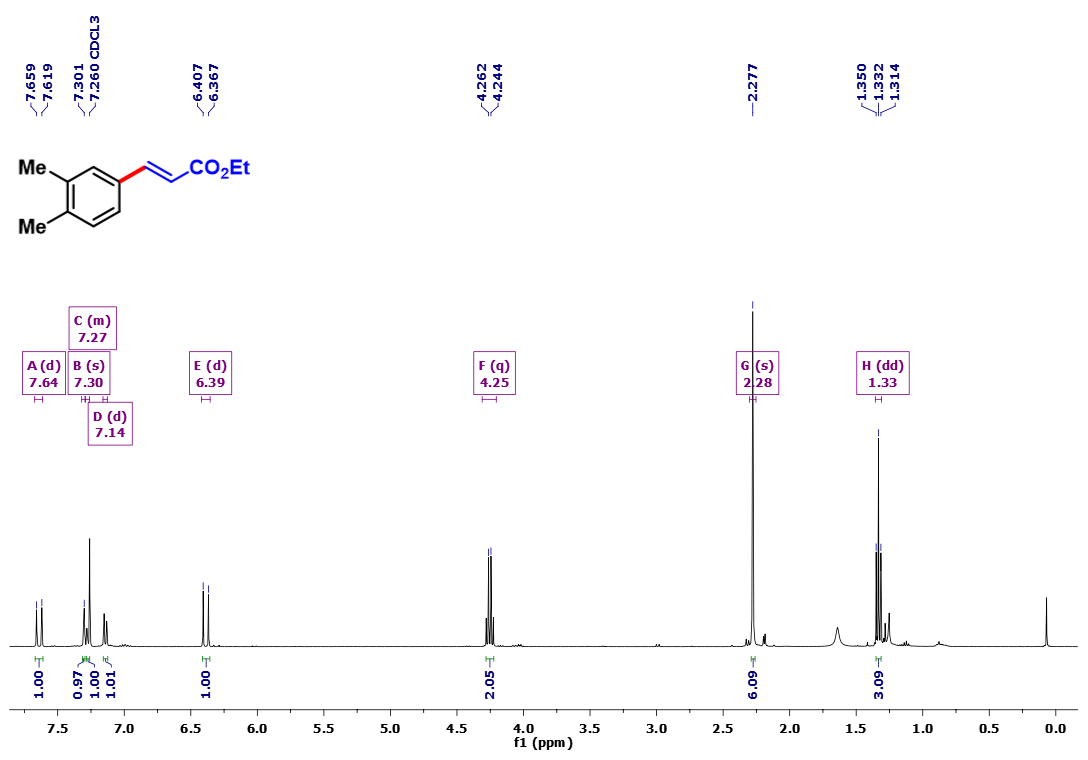 7.659
7.619
7.301
7.260 CDCL3
6.407
6.367
4.262
4.244
2.277
1.350
1.332
1.314
Me
CO2Et
Me
C (m)
7.27
A (d)
7.64
B (s)
7.30
E (d)
6.39
F (q)
4.25
G (s)
2.28
H (dd)
1.33
D (d)
7.14
1.00
0.97
1.00
1.01
1.00
2.05
6.09
3.09
7.5 7.0 6.5 6.0 5.5 5.0 4.5 4.0 3.5 3.0 2.5 2.0 1.5 1.0 0.5 0.0
f1 (ppm)